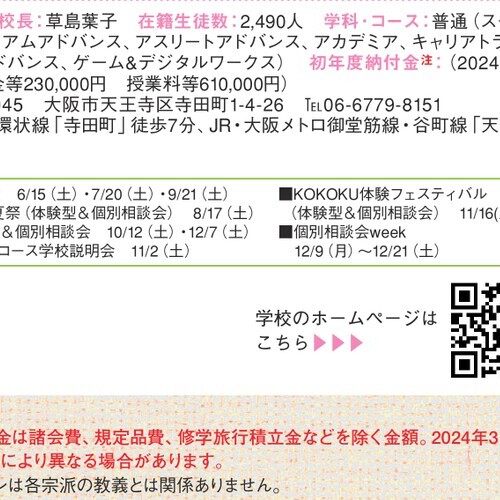 校長：草島葉子　在籍生徒数：2,490人　学科・コース：普通（ス
アムアドバンス、アスリートアドバンス、アカデミア、キャリアトラ
ドバンス、ゲーム&デジタルワークス）　初年度納付金注：（2024
金等230,000円　授業料等610,000円）
045　大阪市天王寺区寺田町1-4-26　℡06-6779-8151
環状線「寺田町」徒歩7分、JR・大阪メトロ御堂筋線・谷町線「天
6/15（土）・7/20（土）・9/21（土）
夏祭（体験型&個別相談会）　8/17（土）
&個別相談会　10/12（土）・12/7（土）
コース学校説明会　11/2（土）
■KOKOKU体験フェスティバル
（体験型&個別相談会）　11/16(
■個別相談会week
12/9（月）〜12/21（土）
学校のホームページは
こちら▶▶▶
金は諸会費、規定品費、修学旅行積立金などを除く金額。2024年3
により異なる場合があります。
は各宗派の教義とは関係ありません。